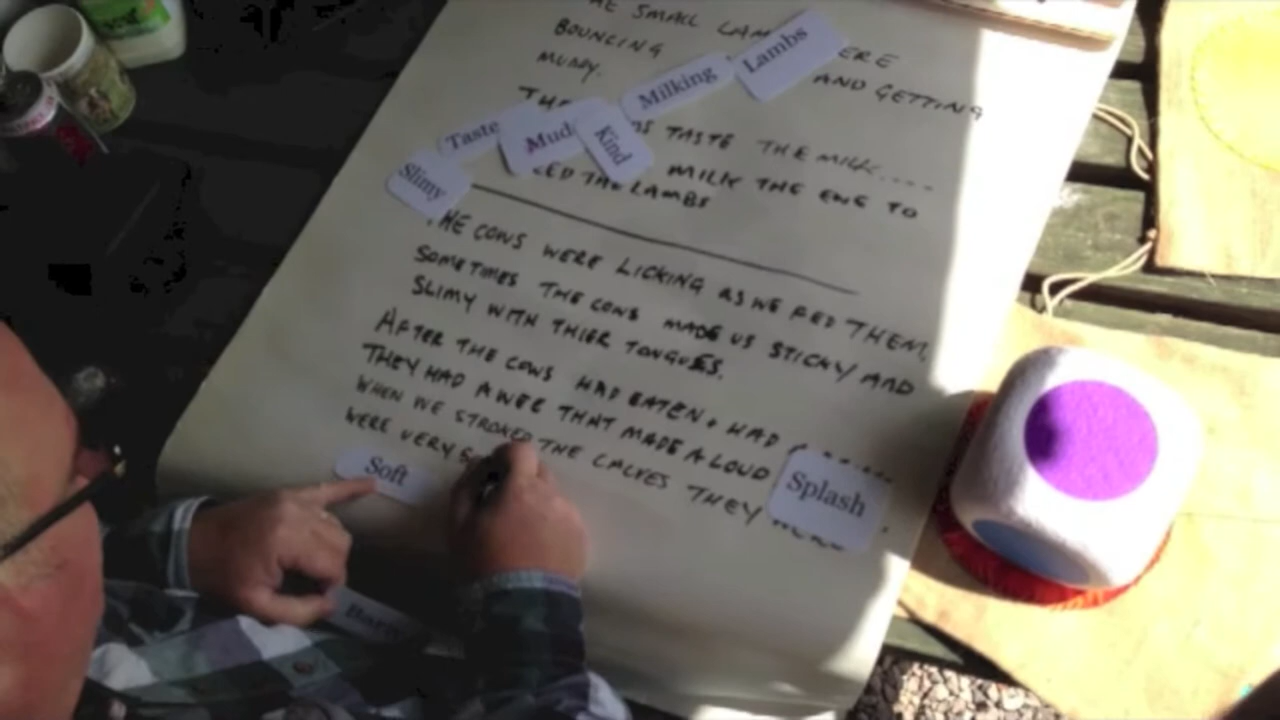 SMALL
Lambs
ERE
BOUNCING
Milking
AND GETTING
MUDDY.
Taste
Mud
Kind
TASTE THE MILK....
Slimy
MILK THE EWE TO
THE LAMBS
HE COWS WERE LICKING AS WE FED THEM,
SOMETIMES THE COWS MADE US STICKY AND
SLIMY WITH THIER TONGUES.
AFTER THE COWS HAD EATEN + HAD
THEY HAD A WEE THAT MADE A LOUD
Splash
WHEN WE STROKED THE CALVES THEY
WERE VERY
Soft